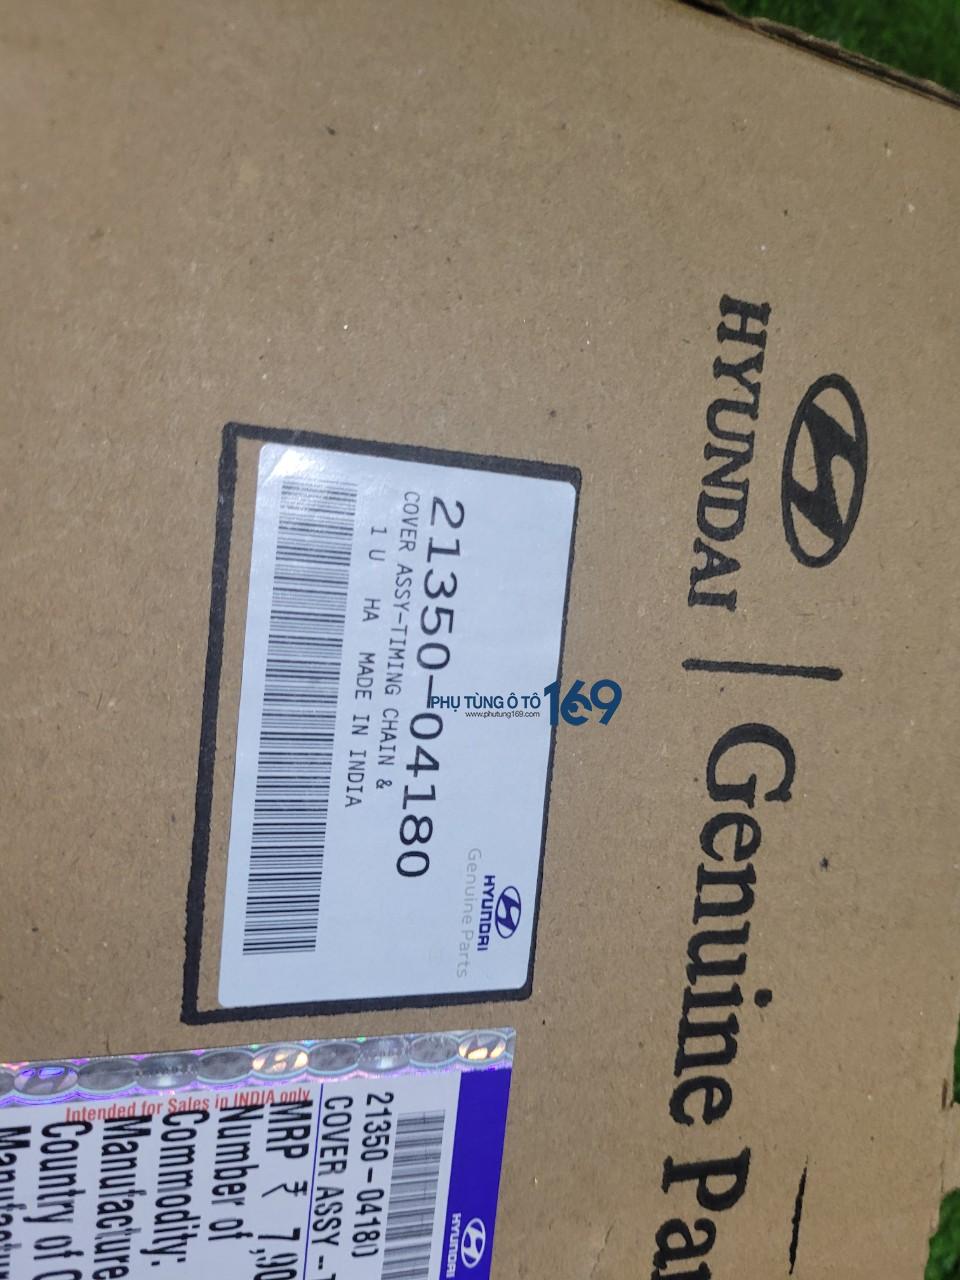 HYUNDAI | Genuine Pa
HYUNDAI
Genuine Parts
21350-04180
COVER ASSY-TIMING CHAIN &
1 U HA MADE IN INDIA
PHỤ TÙNG Ô TÔ 169
www.phutung169.com
HYUNDAI
21350-04180
COVER ASSY -
MRP ₹ 7,90
Intended for Sales in INDIA only
Number of
Commodity:
Manufacture
Country of